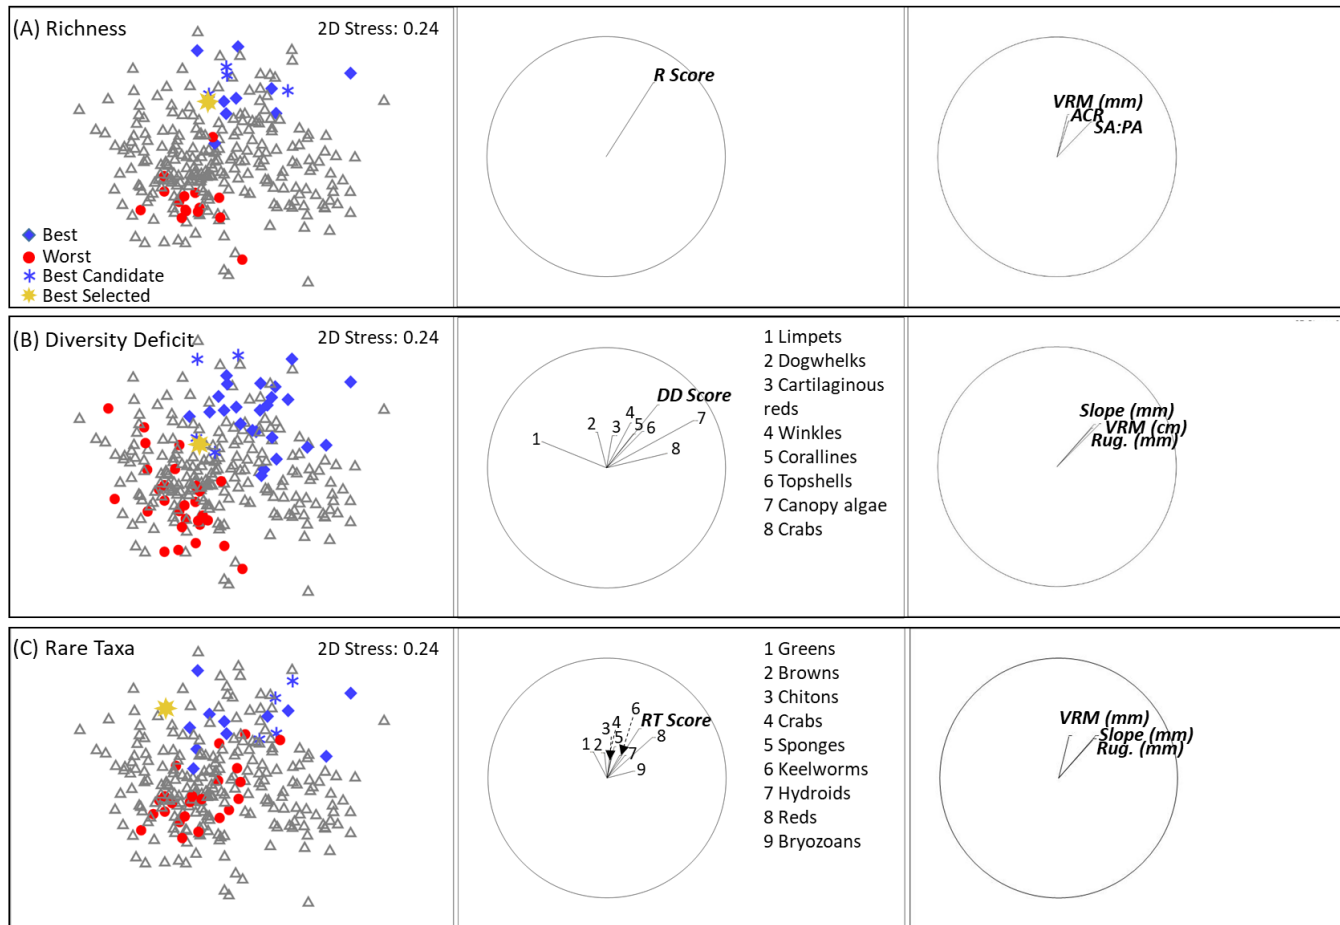 (A) Richness
2D Stress: 0.24
Best
Worst
Best Candidate
Best Selected
R Score
VRM (mm)
ACR
SA:PA
(B) Diversity Deficit
2D Stress: 0.24
DD Score
1
2
3
4
5
6
7
8
1 Limpets
2 Dogwhelks
3 Cartilaginous
reds
4 Winkles
5 Corallines
6 Topshells
7 Canopy algae
8 Crabs
Slope (mm)
VRM (cm)
Rug. (mm)
(C) Rare Taxa
2D Stress: 0.24
RT Score
1
2
3
4
5
6
7
8
9
1 Greens
2 Browns
3 Chitons
4 Crabs
5 Sponges
6 Keelworms
7 Hydroids
8 Reds
9 Bryozoans
VRM (mm)
Slope (mm)
Rug. (mm)